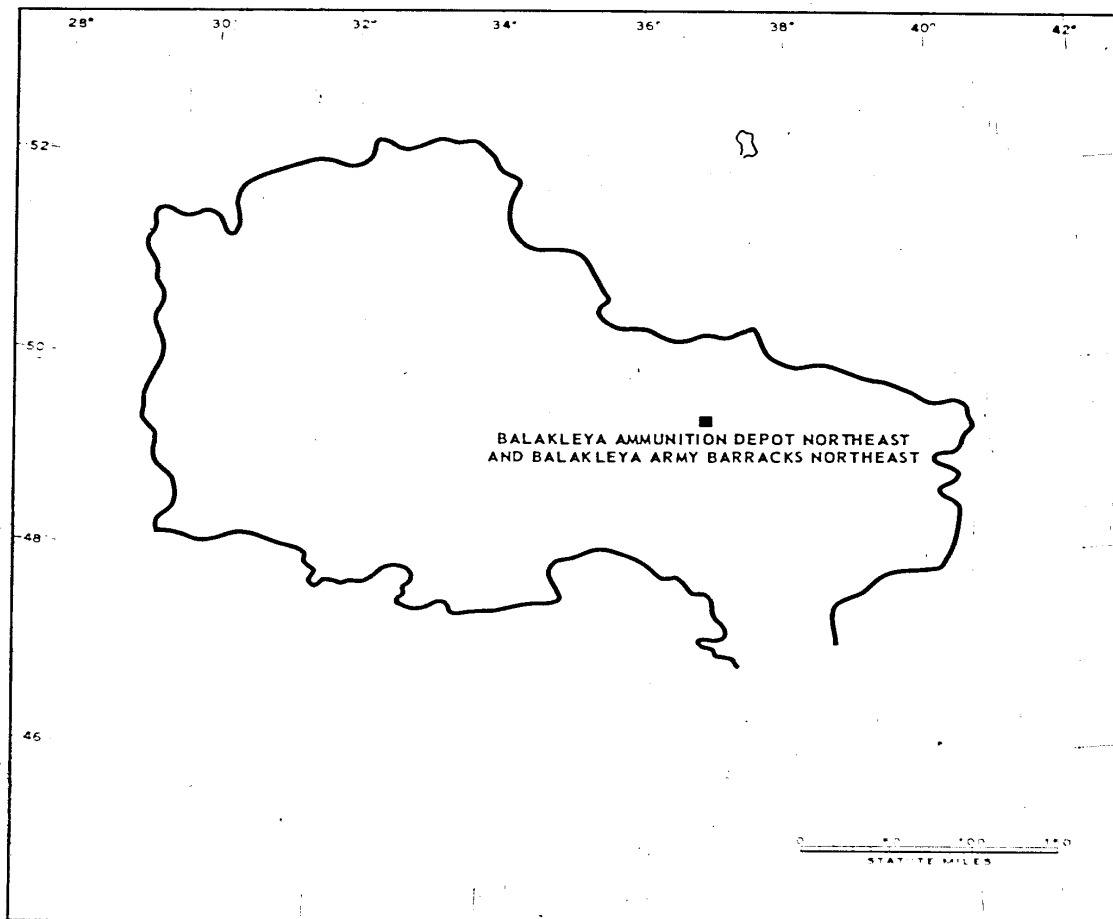 28° 30° 32° 34° 36° 38° 40° 42°
52
50
BALAKLEYA AMMUNITION DEPOT NORTHEAST
AND BALAKLEYA ARMY BARRACKS NORTHEAST
48
46
0 50 100 150
STATUTE MILES